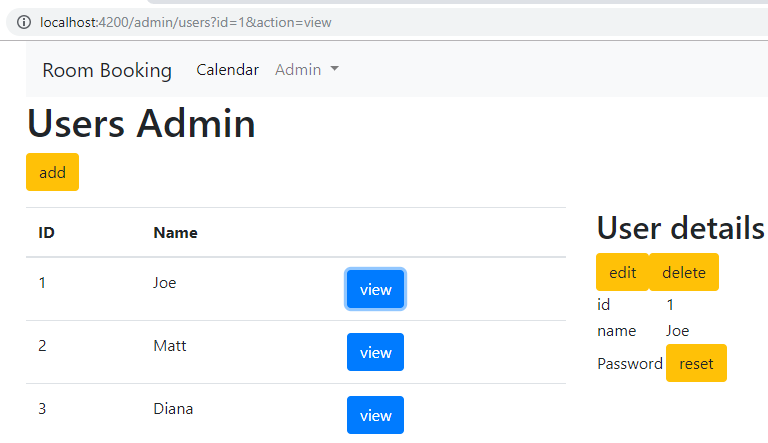 localhost:4200/admin/users?id=1&action=view
Room Booking Calendar Admin
Users Admin
add
ID Name
1 Joe view
2 Matt view
3 Diana view
User details
edit delete
id 1
name Joe
Password reset